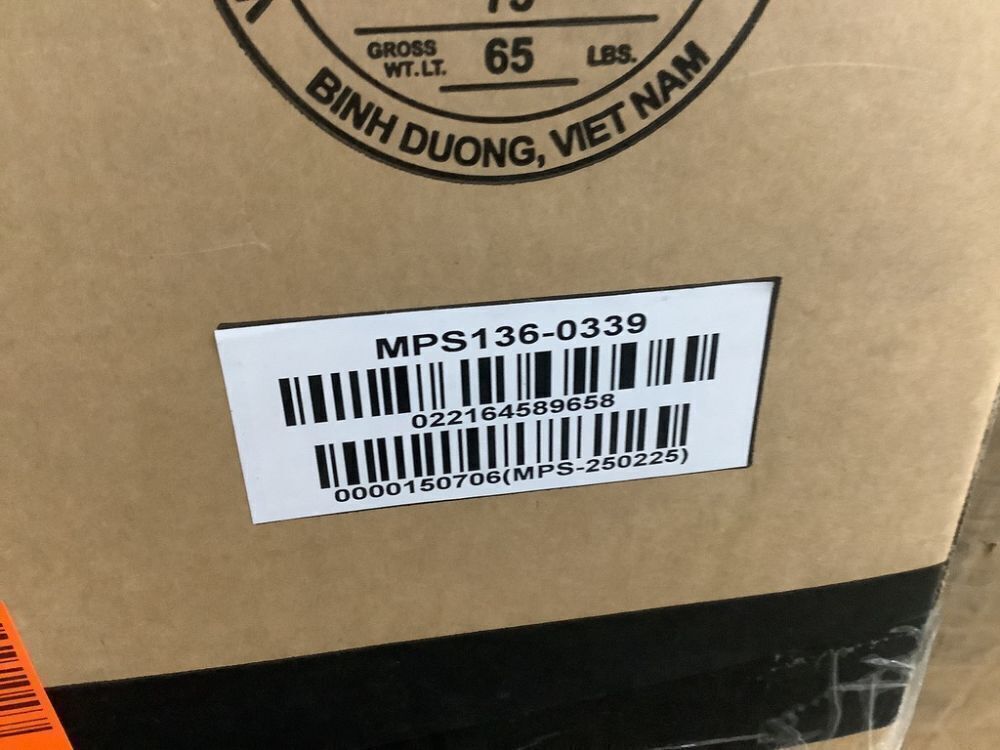 GROSS
WT.LT. 65 LBS.
BINH DUONG, VIET NAM
MPS136-0339
022164589658
0000150706(MPS-250225)